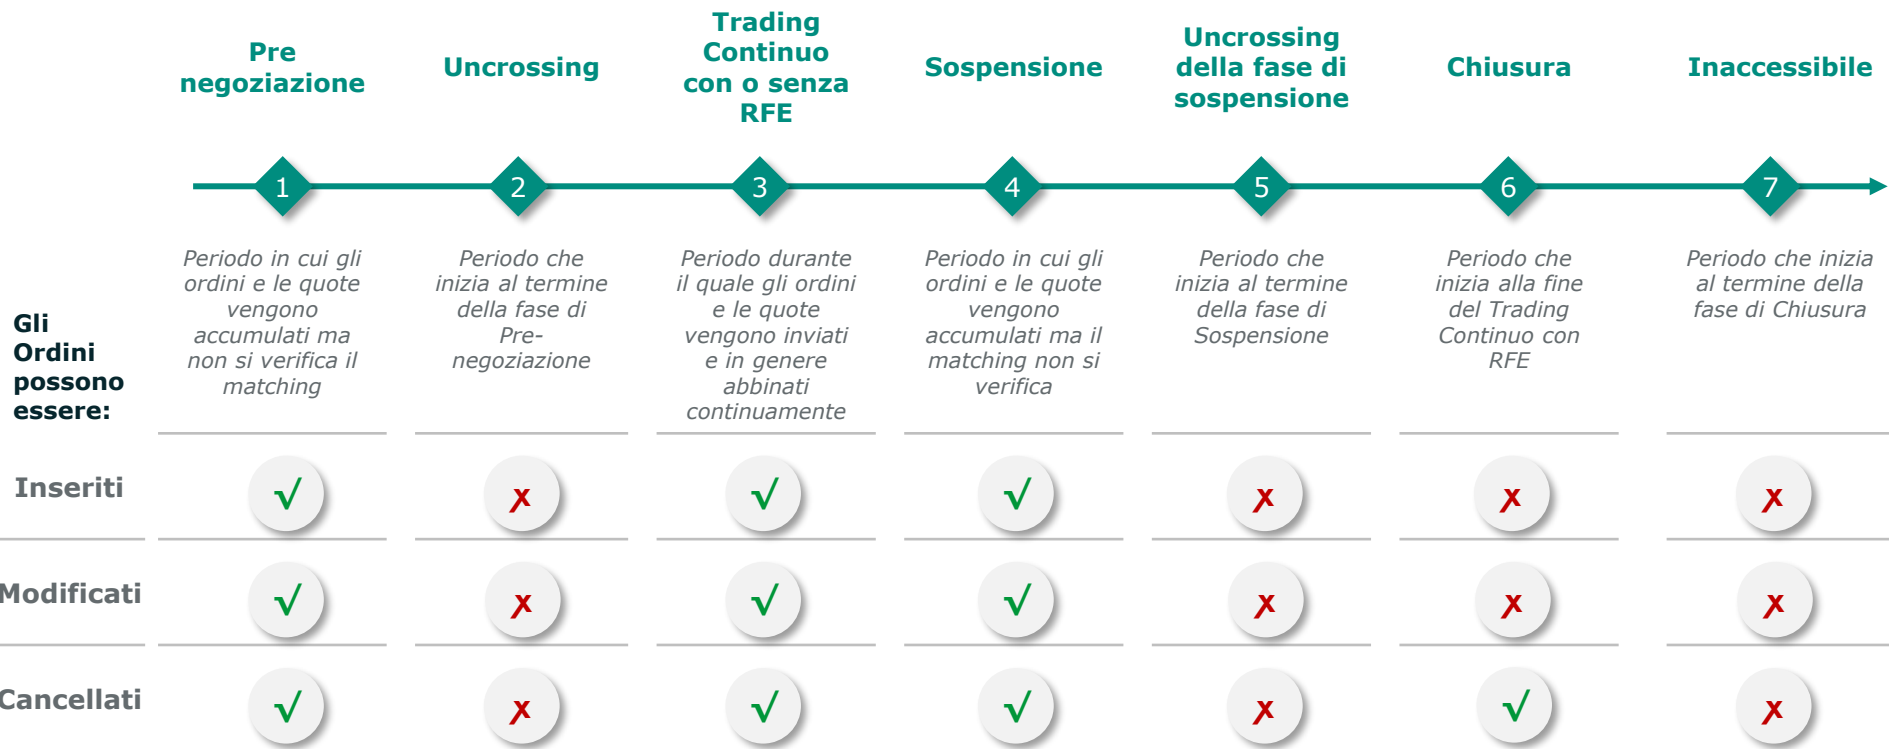 Pre
negoziazione
Uncrossing
Trading
Continuo
con o senza
RFE
Sospensione
Uncrossing
della fase di
sospensione
Chiusura
Inaccessibile
1
2
3
4
5
6
7
Gli
Ordini
possono
essere:
Periodo in cui gli
ordini e le quote
vengono
accumulati ma
non si verifica il
matching
Periodo che
inizia al termine
della fase di
Pre-
negoziazione
Periodo durante
il quale gli ordini
e le quote
vengono inviati
e in genere
abbinati
continuamente
Periodo in cui gli
ordini e le quote
vengono
accumulati ma il
matching non si
verifica
Periodo che
inizia al termine
della fase di
Sospensione
Periodo che
inizia alla fine
del Trading
Continuo con
RFE
Periodo che inizia
al termine della
fase di Chiusura
Inseriti
√ x √ √ x x x
Modificati
√ x √ √ x x x
Cancellati
√ x √ √ x √ x